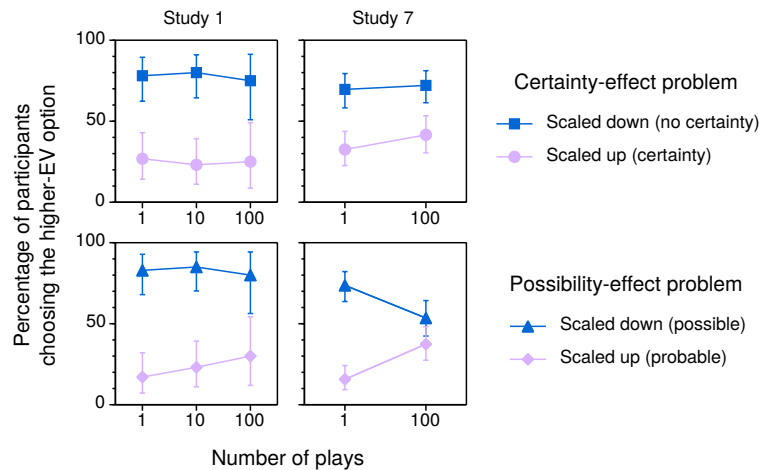 Study 1
Study 7
Percentage of participants
choosing the higher-EV option
100
50
0
1 10 100
1 100
100
50
0
1 10 100
1 100
Number of plays
Certainty-effect problem
Scaled down (no certainty)
Scaled up (certainty)
Possibility-effect problem
Scaled down (possible)
Scaled up (probable)